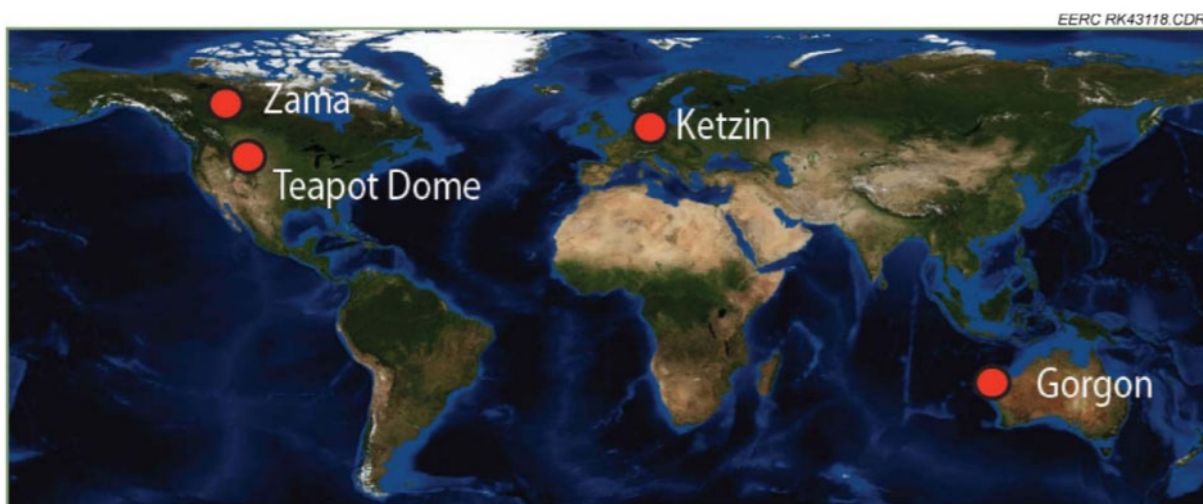 EERC RK43118.CDR
Zama
Ketzin
Teapot Dome
Gorgon